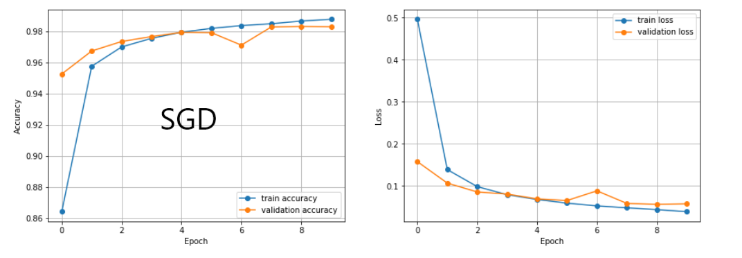 0.98
0.96
0.94
0.92
0.90
0.88
0.86
Accuracy
SGD
train accuracy
validation accuracy
0 2 4 6 8
Epoch
0.5
0.4
0.3
0.2
0.1
Loss
train loss
validation loss
0 2 4 6 8
Epoch